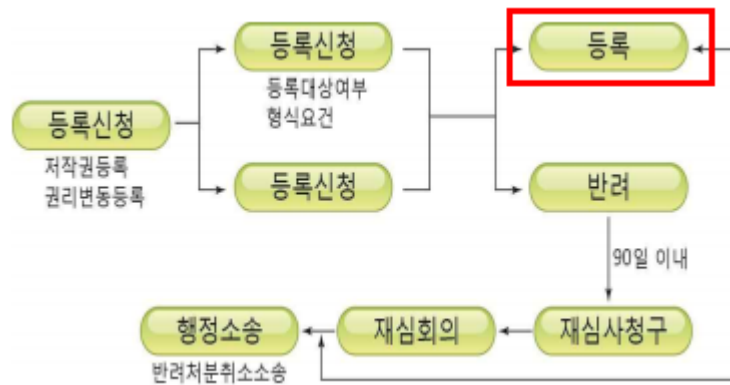 등록신청
등록
등록대상여부
형식요건
등록신청
저작권등록
권리변동등록
등록신청
반려
90일 이내
행정소송
재심회의
재심사청구
반려처분취소소송